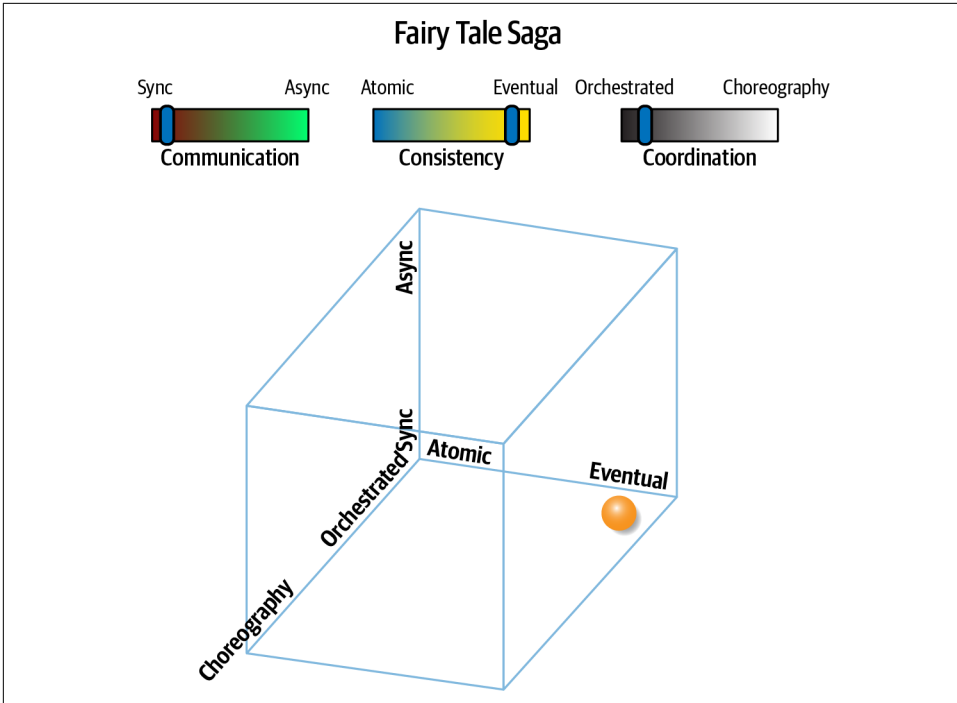 Fairy Tale Saga
Sync Async Atomic Eventual Orchestrated Choreography
Communication Consistency Coordination
Async
Sync
Atomic
Eventual
Orchestrated
Choreography